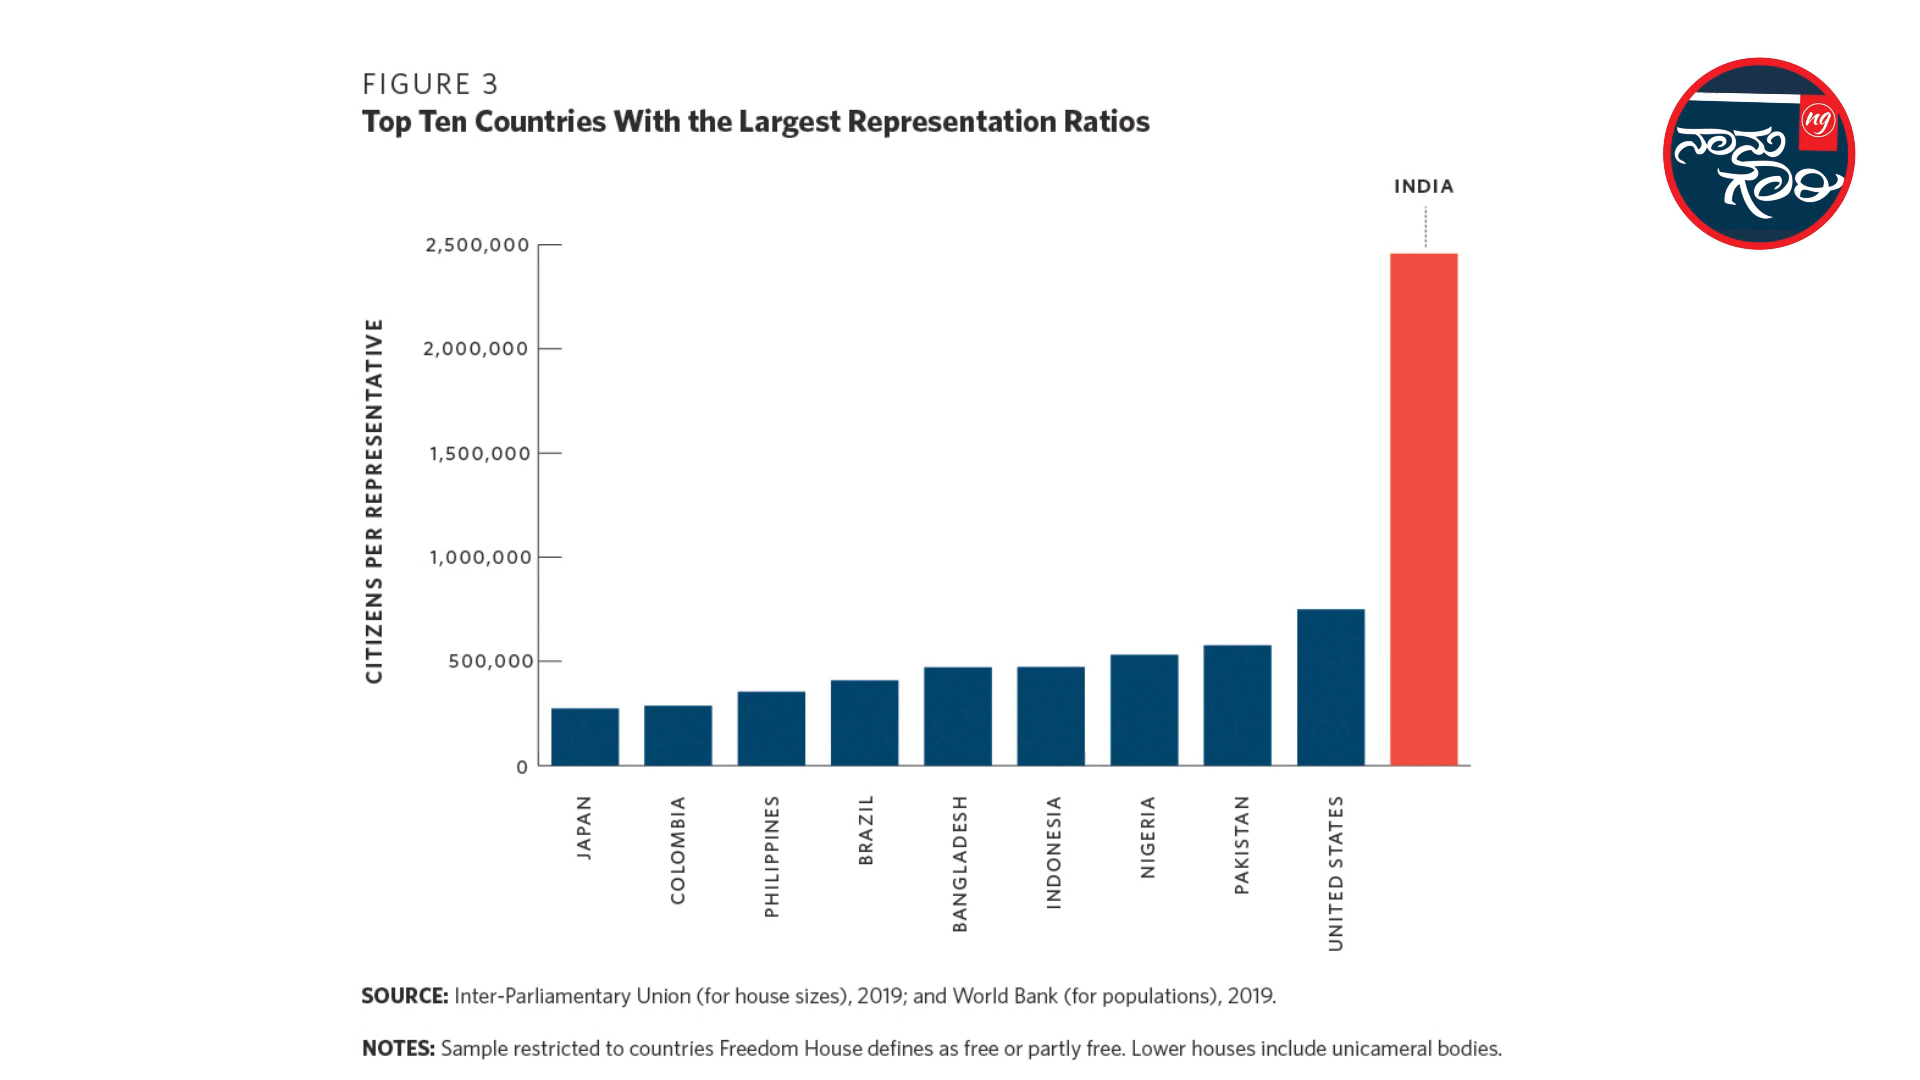 FIGURE 3
Top Ten Countries With the Largest Representation Ratios
ng
ನಾನು
ಗೌರಿ
INDIA
2,500,000
2,000,000
1,500,000
1,000,000
500,000
0
CITIZENS PER REPRESENTATIVE
JAPAN
COLOMBIA
PHILIPPINES
BRAZIL
BANGLADESH
INDONESIA
NIGERIA
PAKISTAN
UNITED STATES
SOURCE: Inter-Parliamentary Union (for house sizes), 2019; and World Bank (for populations), 2019.
NOTES: Sample restricted to countries Freedom House defines as free or partly free. Lower houses include unicameral bodies.